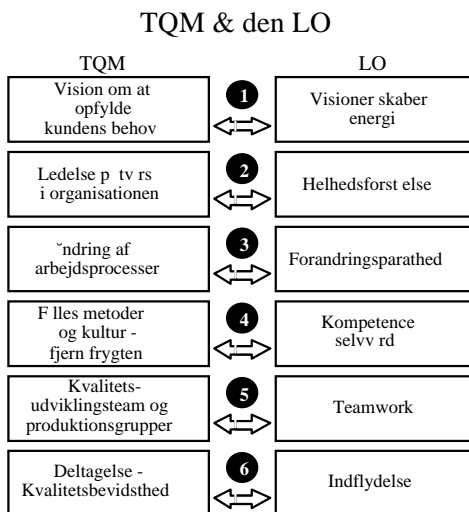 TQM & den LO
TQM
LO
Vision om at
opfylde
kundens behov
1
Visioner skaber
energi
Ledelse p tv rs
i organisationen
2
Helhedsforst else
˘ndring af
arbejdsprocesser
3
Forandringsparathed
F lles metoder
og kultur -
fjern frygten
4
Kompetence
selvv rd
Kvalitets-
udviklingsteam og
produktionsgrupper
5
Teamwork
Deltagelse -
Kvalitetsbevidsthed
6
Indflydelse